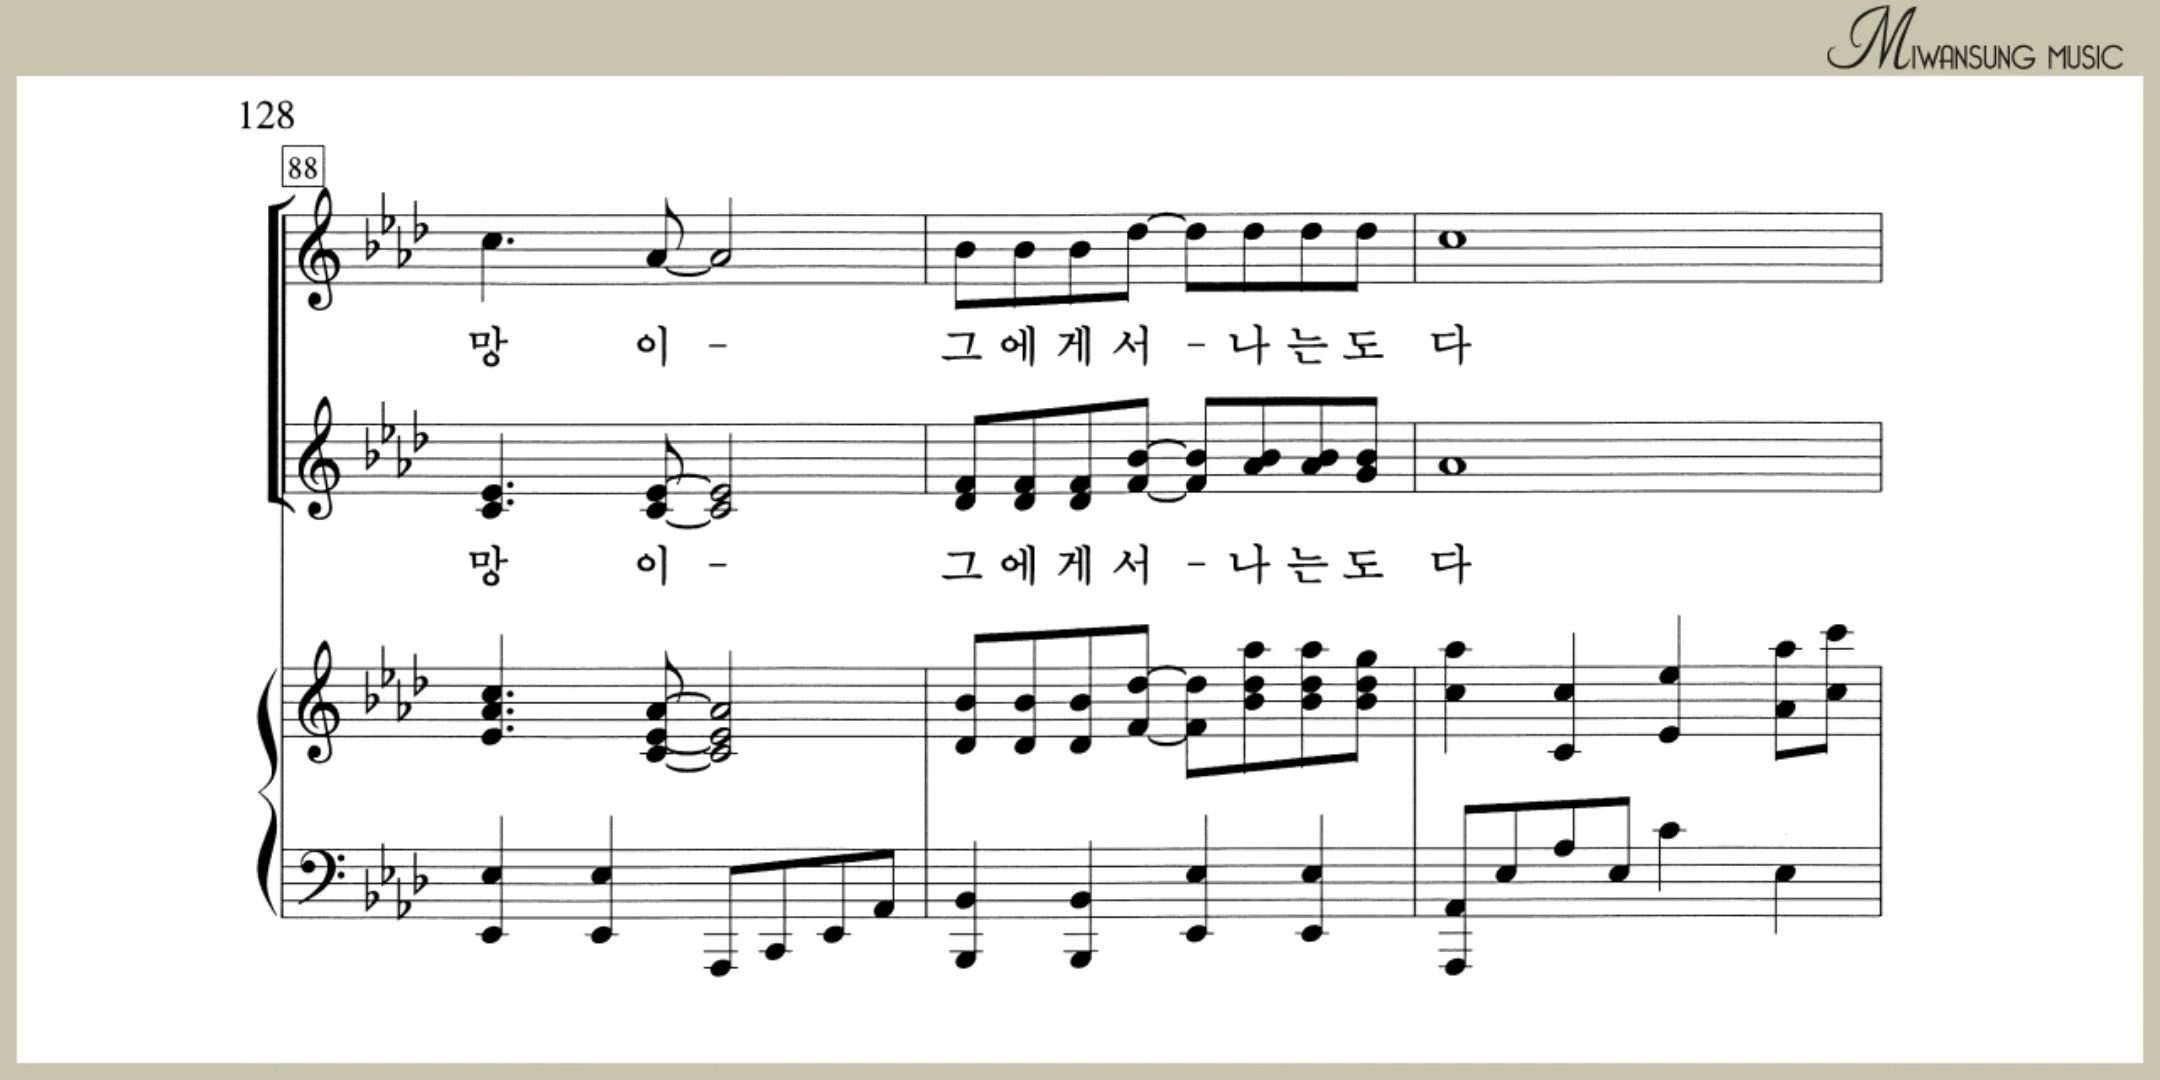 MIWANSUNG MUSIC
128
88
망 이 - 그 에 게 서 - 나 는 도 다
망 이 - 그 에 게 서 - 나 는 도 다